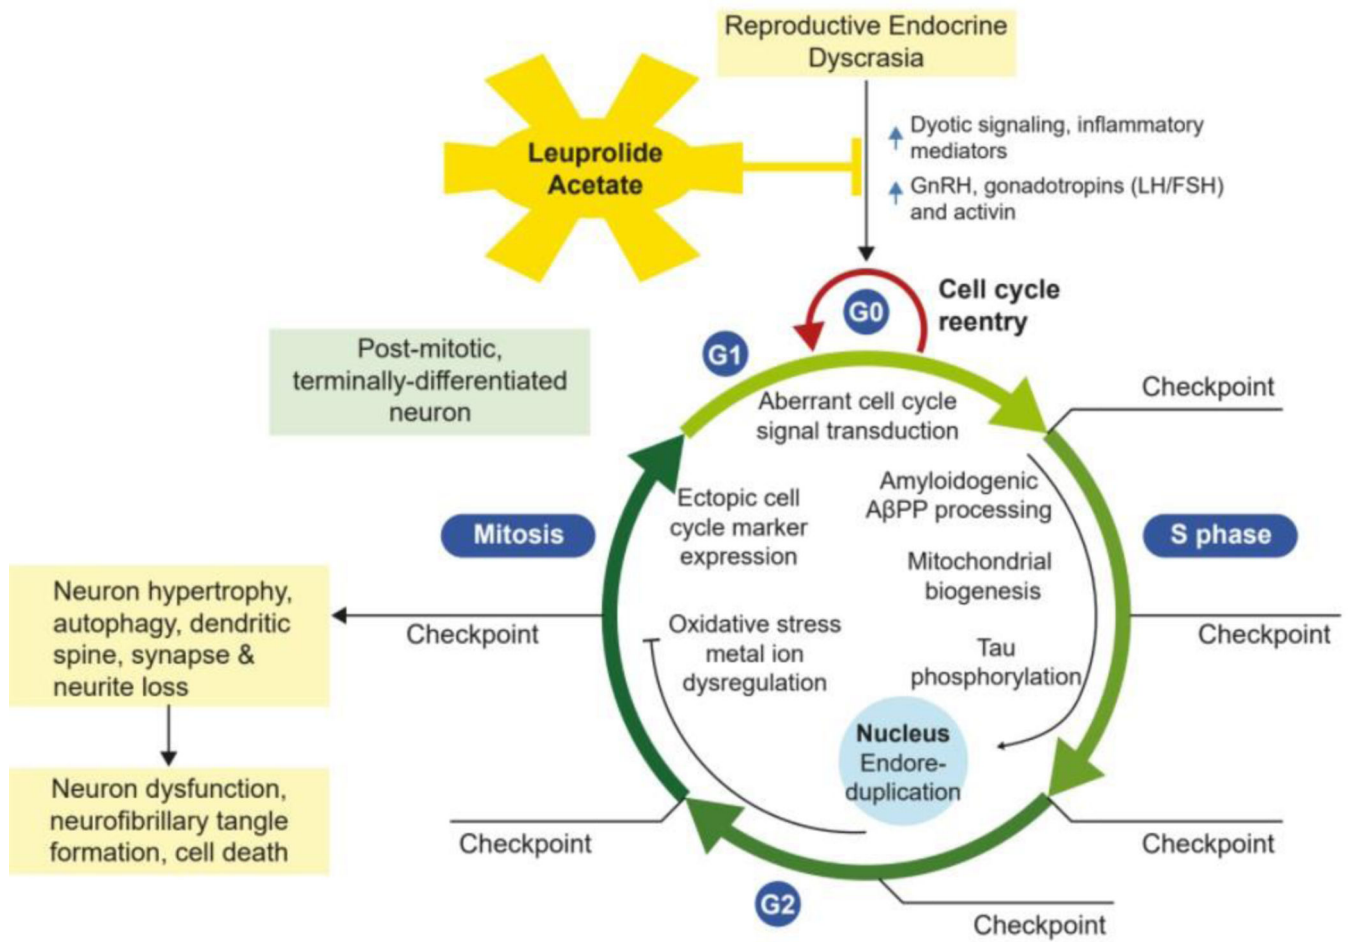 Reproductive Endocrine
Dyscrasia
Leuprolide
Acetate
Dyotic signaling, inflammatory
mediators
GnRH, gonadotropins (LH/FSH)
and activin
G0
Cell cycle
reentry
G1
Post-mitotic,
terminally-differentiated
neuron
Checkpoint
Aberrant cell cycle
signal transduction
Amyloidogenic
AβPP processing
Ectopic cell
cycle marker
expression
Mitosis
S phase
Mitochondrial
biogenesis
Neuron hypertrophy,
autophagy, dendritic
spine, synapse &
neurite loss
Checkpoint
Oxidative stress
metal ion
dysregulation
Tau
phosphorylation
Checkpoint
Nucleus
Endore-
duplication
Neuron dysfunction,
neurofibrillary tangle
formation, cell death
Checkpoint
Checkpoint
G2
Checkpoint